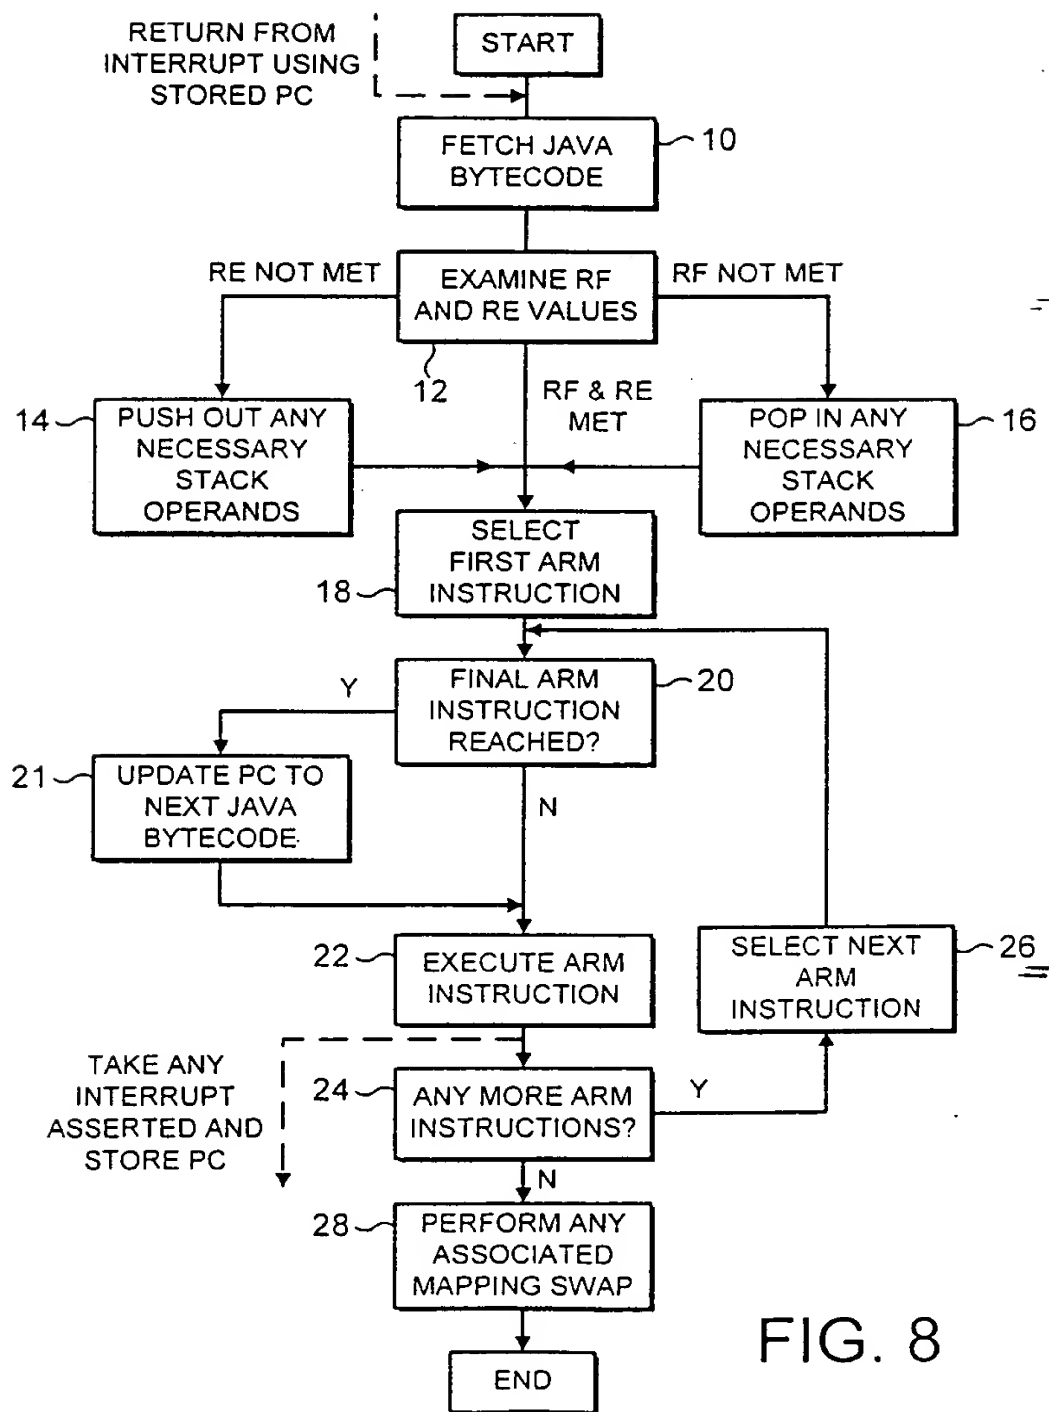 RETURN FROM
INTERRUPT USING
STORED PC
START
FETCH JAVA
BYTECODE
10
RE NOT MET
EXAMINE RF
AND RE VALUES
RF NOT MET
12
RF & RE
MET
14
PUSH OUT ANY
NECESSARY
STACK
OPERANDS
POP IN ANY
NECESSARY
STACK
OPERANDS
16
SELECT
FIRST ARM
INSTRUCTION
18
FINAL ARM
INSTRUCTION
REACHED?
20
Y
21
UPDATE PC TO
NEXT JAVA
BYTECODE
N
22
EXECUTE ARM
INSTRUCTION
SELECT NEXT
ARM
INSTRUCTION
26
TAKE ANY
INTERRUPT
ASSERTED AND
STORE PC
24
ANY MORE ARM
INSTRUCTIONS?
Y
N
28
PERFORM ANY
ASSOCIATED
MAPPING SWAP
END
FIG. 8